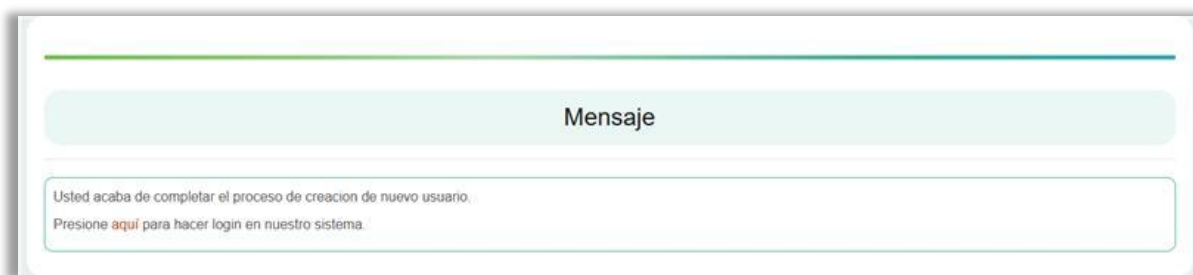 Mensaje
Usted acaba de completar el proceso de creacion de nuevo usuario.
Presione aquí para hacer login en nuestro sistema.